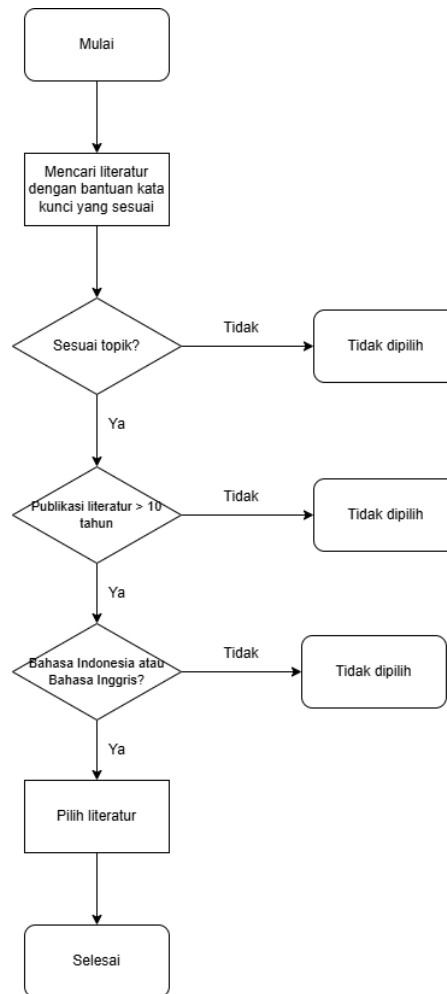 Mulai
Mencari literatur
dengan bantuan kata
kunci yang sesuai
Sesuai topik?
Tidak
Tidak dipilih
Ya
Publikasi literatur > 10
tahun
Tidak
Tidak dipilih
Ya
Bahasa Indonesia atau
Bahasa Inggris?
Tidak
Tidak dipilih
Ya
Pilih literatur
Selesai